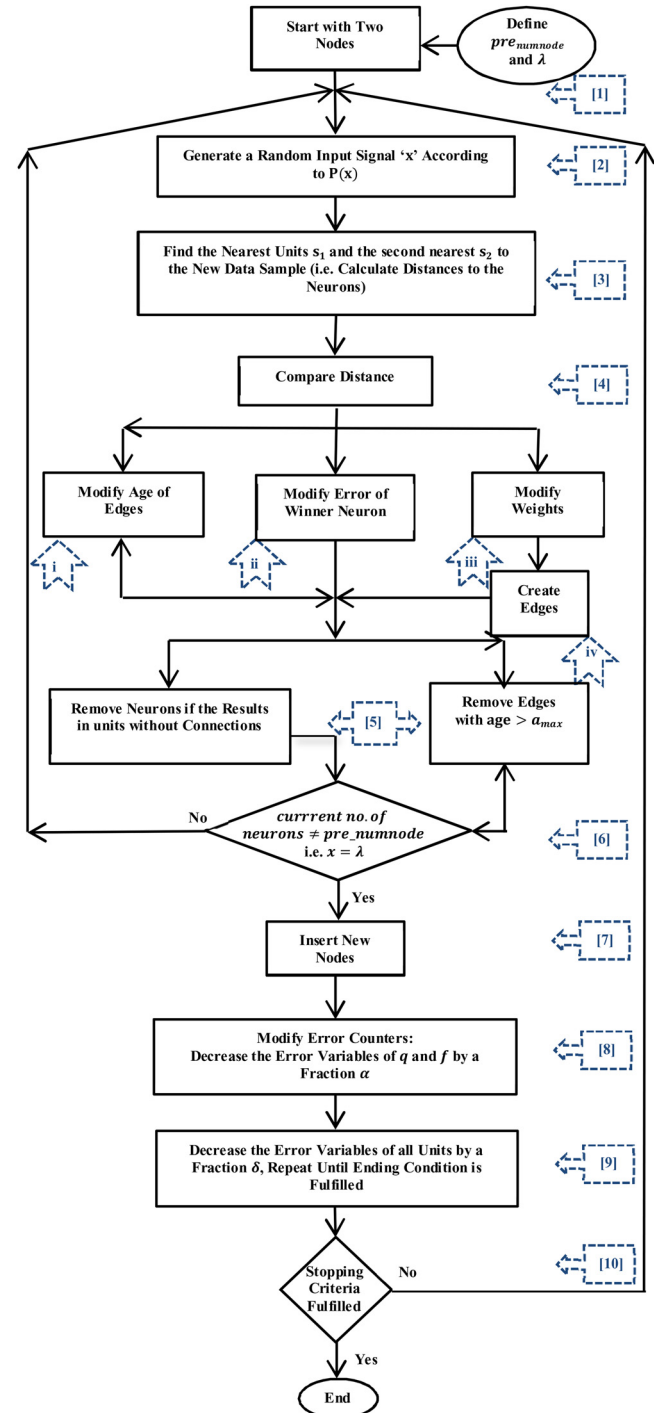 Start with Two
Nodes
Define
pre_numnode
and λ
[1]
Generate a Random Input Signal ‘x’ According
to P(x)
[2]
Find the Nearest Units s₁ and the second nearest s₂ to
the New Data Sample (i.e. Calculate Distances to the
Neurons)
[3]
Compare Distance
[4]
Modify Age of
Edges
Modify Error of
Winner Neuron
Modify
Weights
i
ii
iii
Create
Edges
iv
Remove Neurons if the Results
in units without Connections
[5]
Remove Edges
with age > a_max
No
currrent no. of
neurons ≠ pre_numnode
i.e. x = λ
[6]
Yes
Insert New
Nodes
[7]
Modify Error Counters:
Decrease the Error Variables of q and f by a
Fraction α
[8]
Decrease the Error Variables of all Units by a
Fraction δ, Repeat Until Ending Condition is
Fulfilled
[9]
Stopping
Criteria
Fulfilled
No
[10]
Yes
End